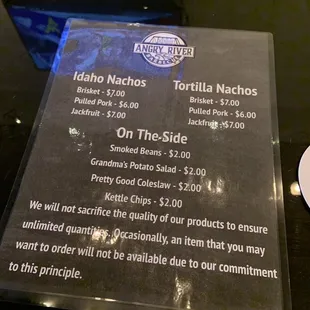 ANGRY RIVER
Idaho Nachos
Brisket - $7.00
Pulled Pork - $6.00
Jackfruit - $7.00
Tortilla Nachos
Brisket - $7.00
Pulled Pork - $6.00
Jackfruit - $7.00
On The Side
Smoked Beans - $2.00
Grandma's Potato Salad - $2.00
Pretty Good Coleslaw - $2.00
Kettle Chips - $2.00
We will not sacrifice the quality of our products to ensure
unlimited quantities. Occasionally, an item that you may
want to order will not be available due to our commitment
to this principle.